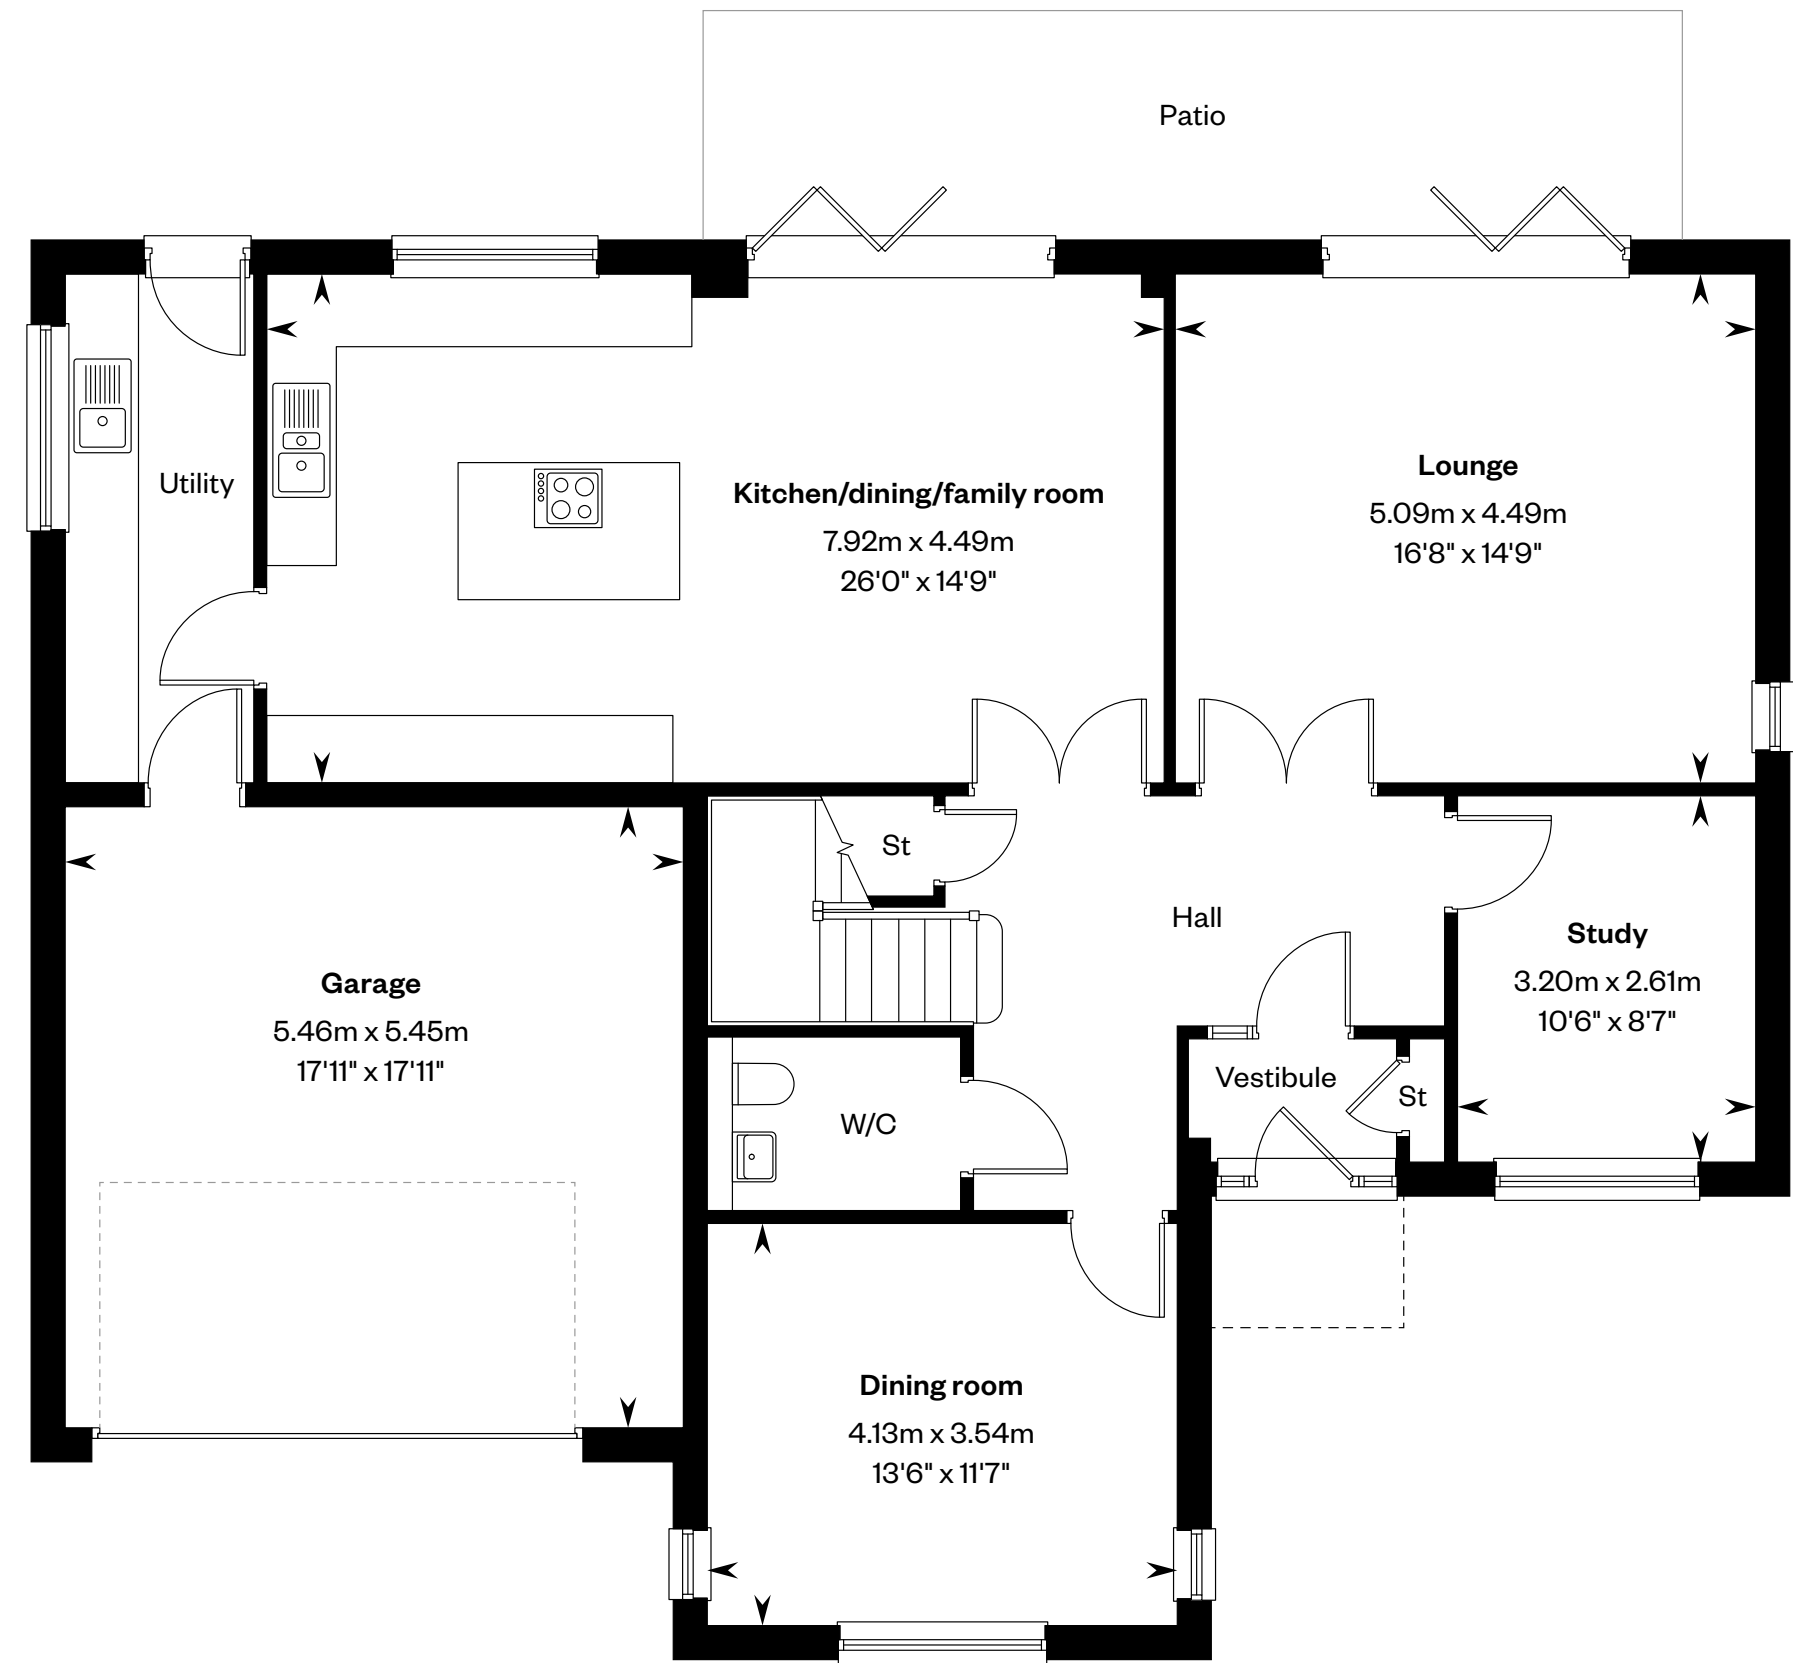 Patio
Utility
Kitchen/dining/family room
7.92m x 4.49m
26'0" x 14'9"
Lounge
5.09m x 4.49m
16'8" x 14'9"
St
Hall
Study
3.20m x 2.61m
10'6" x 8'7"
Garage
5.46m x 5.45m
17'11" x 17'11"
Vestibule
St
W/C
Dining room
4.13m x 3.54m
13'6" x 11'7"